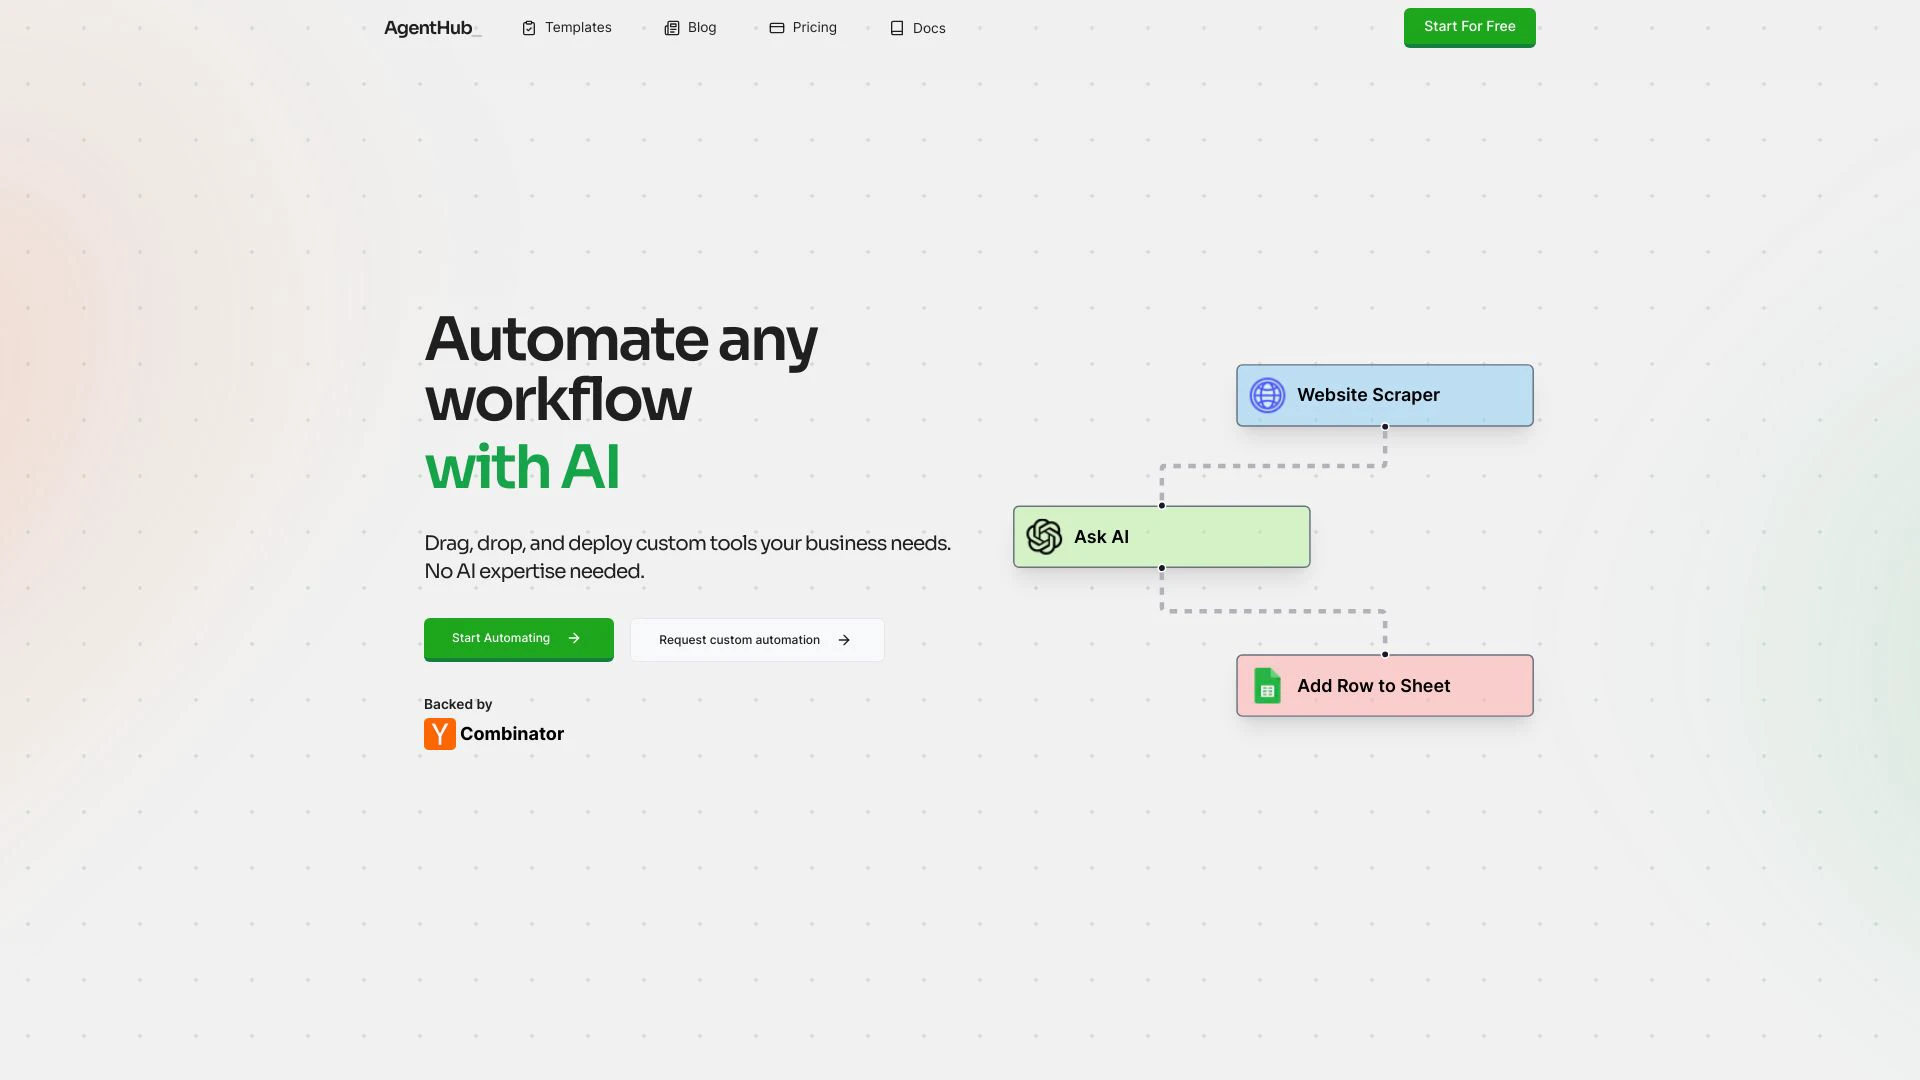 AgentHub_
Templates
Blog
Pricing
Docs
Start For Free
Automate any
workflow
with AI
Drag, drop, and deploy custom tools your business needs.
No AI expertise needed.
Start Automating
Request custom automation
Backed by
Y Combinator
Website Scraper
Ask AI
Add Row to Sheet